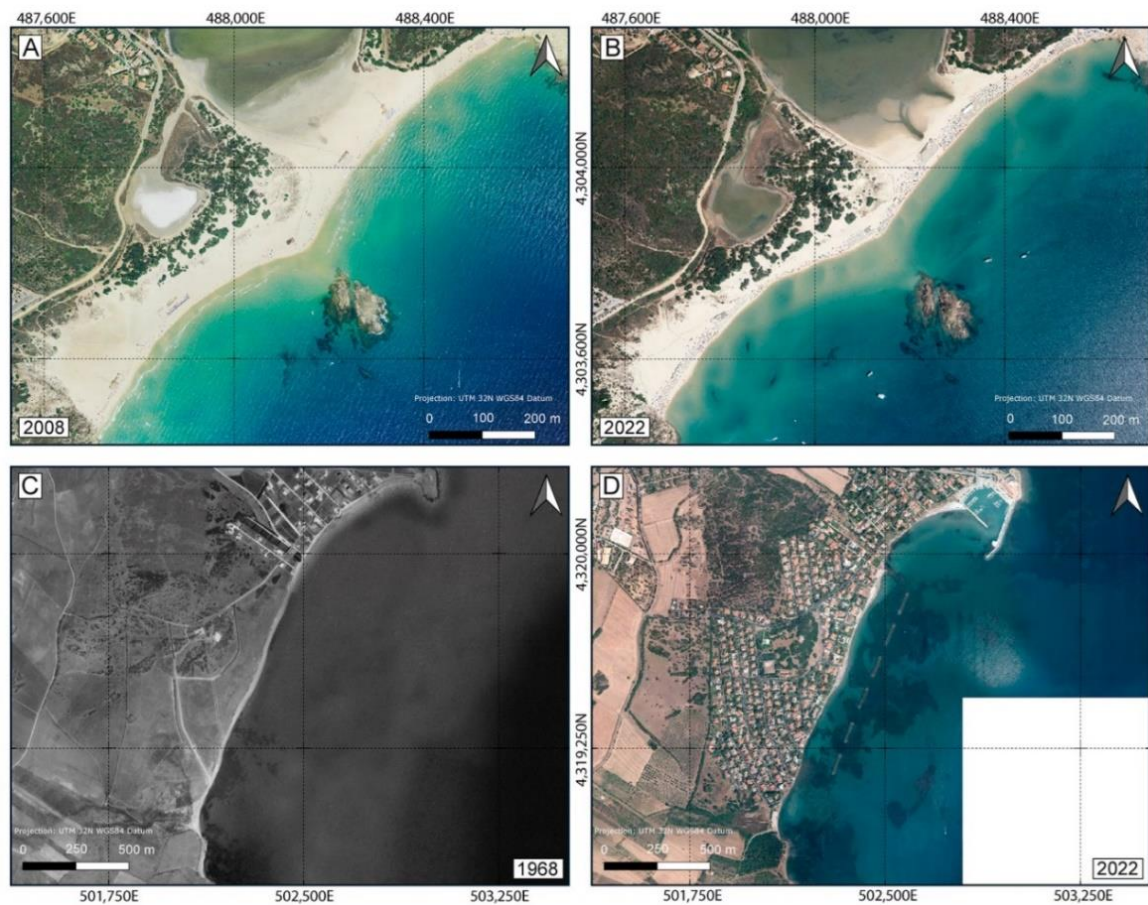 487,600E 488,000E 488,400E 487,600E 488,000E 488,400E
A
B
4,304,000N
4,303,600N
Projection: UTM 32N WGS84 Datum
0 100 200 m
2008
Projection: UTM 32N WGS84 Datum
0 100 200 m
2022
C
D
4,320,000N
4,319,250N
Projection: UTM 32N WGS84 Datum
0 250 500 m
1968
Projection: UTM 32N WGS84 Datum
0 250 500 m
2022
501,750E 502,500E 503,250E 501,750E 502,500E 503,250E